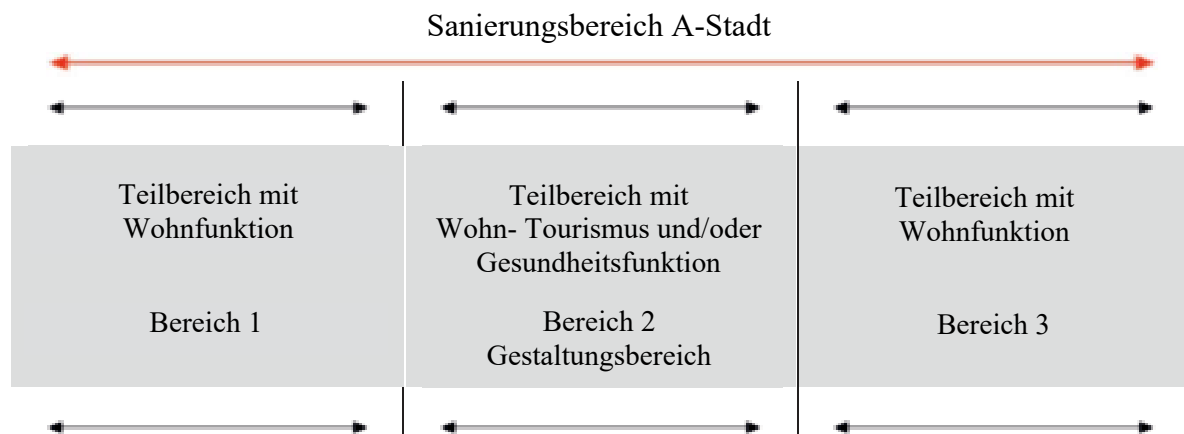 Sanierungsbereich A-Stadt
Teilbereich mit
Wohnfunktion
Bereich 1
Teilbereich mit
Wohn- Tourismus und/oder
Gesundheitsfunktion
Bereich 2
Gestaltungsbereich
Teilbereich mit
Wohnfunktion
Bereich 3